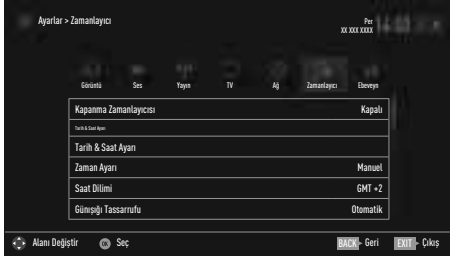 Ayarlar > Zamanlayıcı
Per
XX XXX XXXX
Görüntü Ses Yayın TV Ağ Zamanlayıcı Ebeveyn
Kapanma Zamanlayıcısı Kapalı
Tarih & Saat Ayarı
Tarih & Saat Ayarı
Zaman Ayarı Manuel
Saat Dilimi GMT +2
Günışığı Tassarrufu Otomatik
Alanı Değiştir OK Seç BACK Geri EXIT Çıkış